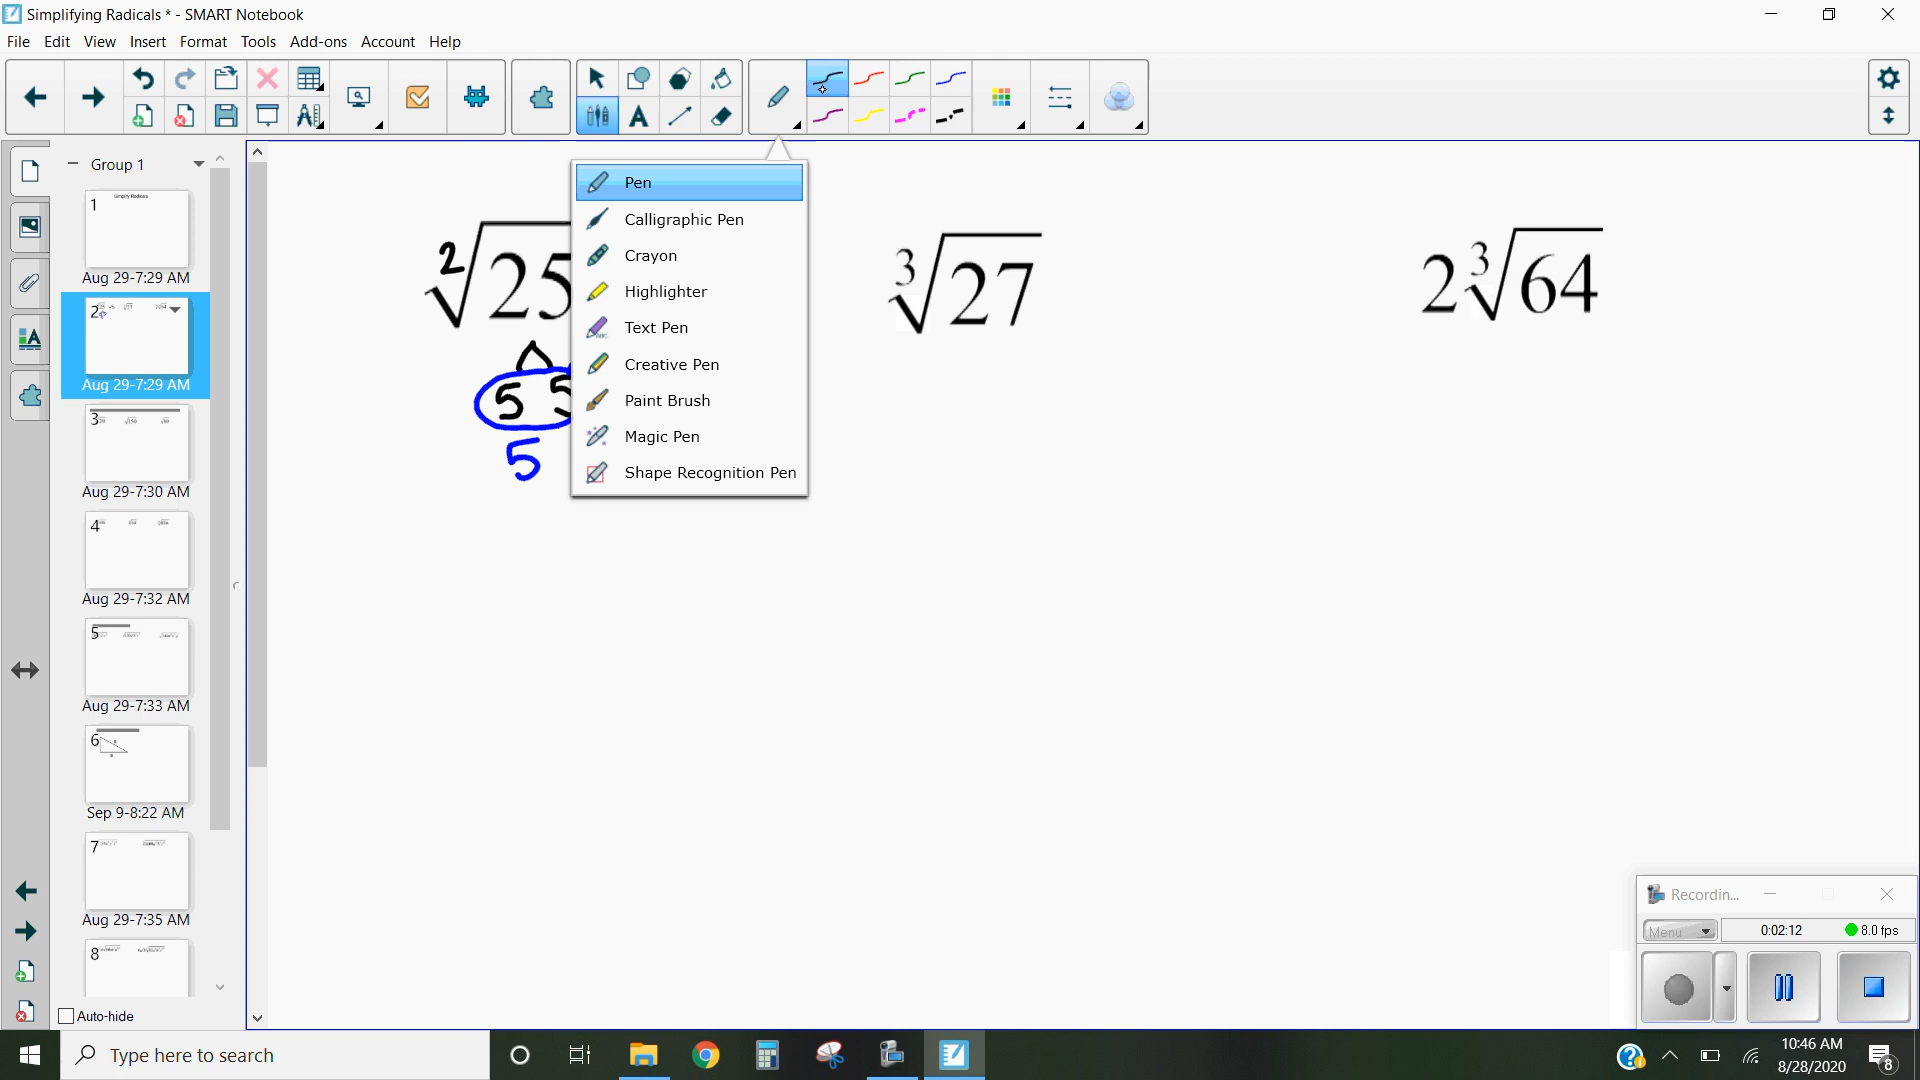 Simplifying Radicals * - SMART Notebook
File Edit View Insert Format Tools Add-ons Account Help
Group 1
1
Simplify Radicals
Aug 29-7:29 AM
2
Aug 29-7:29 AM
3
Aug 29-7:30 AM
4
Aug 29-7:32 AM
5
Aug 29-7:33 AM
6
Sep 9-8:22 AM
7
Aug 29-7:35 AM
8
Auto-hide
2√25
5 5
5
Pen
Calligraphic Pen
Crayon
Highlighter
Text Pen
Creative Pen
Paint Brush
Magic Pen
Shape Recognition Pen
3√27
2 3√64
Recordin...
Menu 0:02:12 8.0 fps
Type here to search
10:46 AM
8/28/2020
8